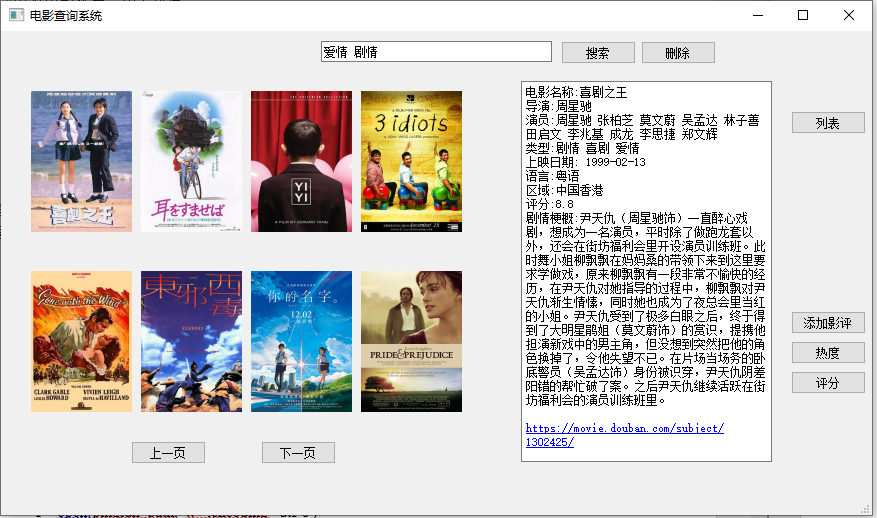 电影查询系统
爱情 剧情
搜索
删除
喜剧之王
耳をすませば
THE CRITERION COLLECTION
YI
YI
A FILM BY EDWARD YANG
3 idiots
december 25
Gone with the Wind
CLARK GABLE
LESLIE HOWARD
VIVIEN LEIGH
OLIVIA de HAVILLAND
東邪西毒
你的名字。
12.02
PRIDE & PREJUDICE
电影名称:喜剧之王
导演:周星驰
演员:周星驰 张柏芝 莫文蔚 吴孟达 林子善
田启文 李兆基 成龙 李思捷 郑文辉
类型:剧情 喜剧 爱情
上映日期: 1999-02-13
语言:粤语
区域:中国香港
评分:8.8
剧情梗概:尹天仇（周星驰饰）一直醉心戏
剧，想成为一名演员，平时除了做跑龙套以
外，还会在街坊福利会里开设演员训练班。此
时舞小姐柳飘飘在妈妈桑的带领下来到这里要
求学做戏，原来柳飘飘有一段非常不愉快的经
历，在尹天仇对她指导的过程中，柳飘飘对尹
天仇渐生情愫，同时她也成为了夜总会里当红
的小姐。尹天仇受到了极多白眼之后，终于得
到了大明星鹃姐（莫文蔚饰）的赏识，提携他
担演新戏中的男主角，但没想到突然把他的角
色换掉了，令他失望不已。在片场当场务的卧
底警员（吴孟达饰）身份被识穿，尹天仇阴差
阳错的帮忙破了案。之后尹天仇继续活跃在街
坊福利会的演员训练班里。
https://movie.douban.com/subject/
1302425/
列表
添加影评
热度
评分
上一页
下一页